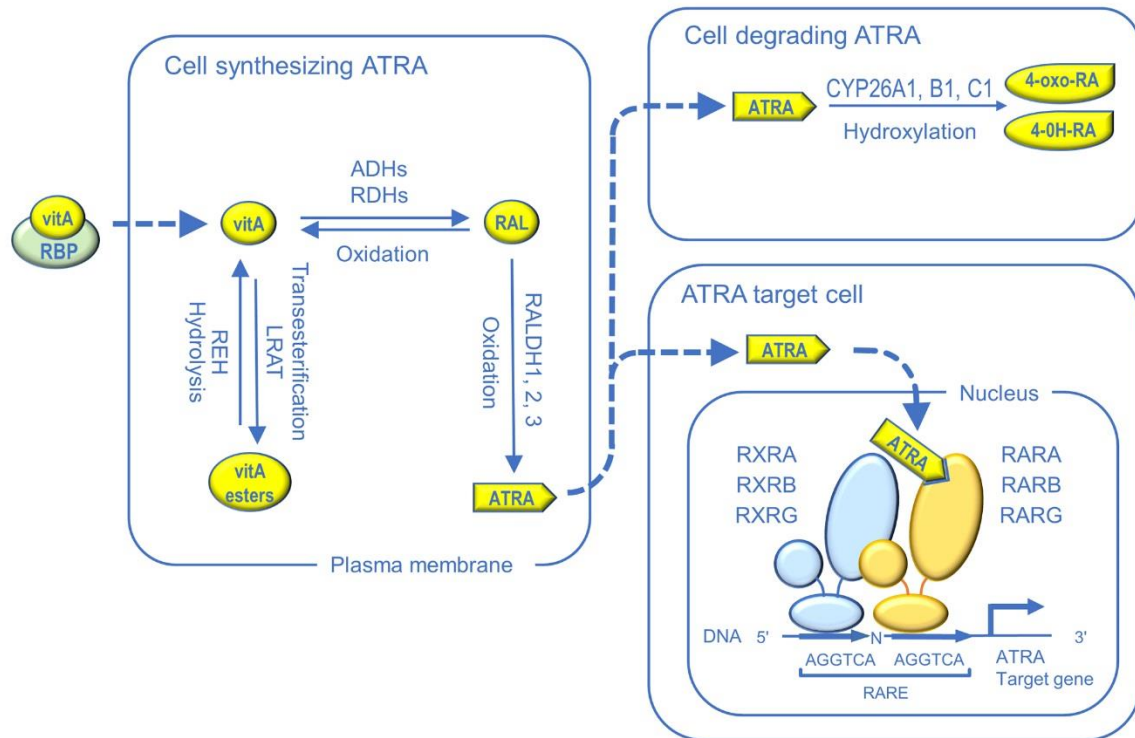 Cell synthesizing ATRA
vitA
RBP
vitA
ADHs
RDHs
Oxidation
RAL
Hydrolysis
REH
LRAT
Transesterification
vitA
esters
Oxidation
RALDH1, 2, 3
ATRA
Plasma membrane
Cell degrading ATRA
ATRA
CYP26A1, B1, C1
Hydroxylation
4-oxo-RA
4-0H-RA
ATRA target cell
ATRA
Nucleus
ATRA
RXRA
RXRB
RXRG
RARA
RARB
RARG
DNA 5' N 3'
AGGTCA AGGTCA
RARE
ATRA
Target gene